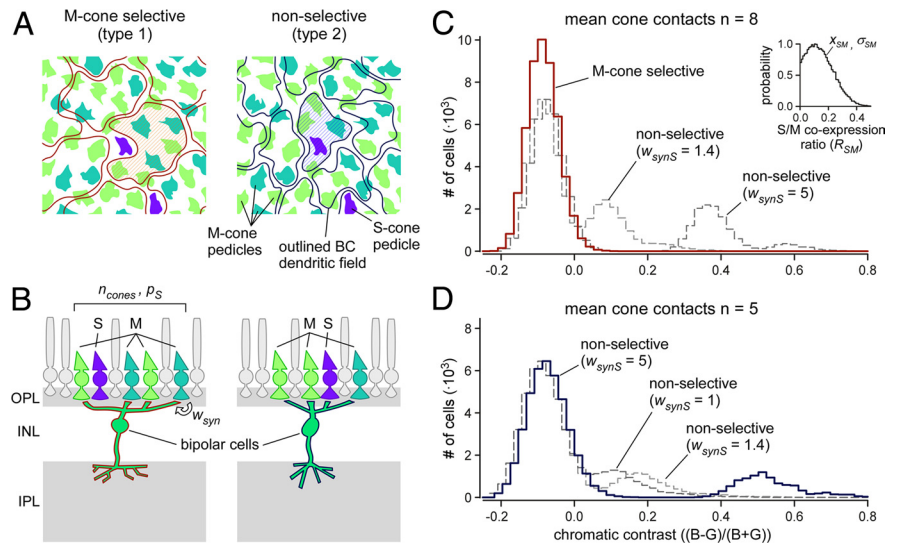 A
M-cone selective
(type 1)
non-selective
(type 2)
M-cone
pedicles
outlined BC
dendritic field
S-cone
pedicle
B
n_cones , p_S
S
M
M
S
OPL
INL
IPL
w_syn
bipolar cells
C
mean cone contacts n = 8
10
8
6
4
2
0
# of cells (·10³)
M-cone selective
non-selective
(w_synS = 1.4)
non-selective
(w_synS = 5)
-0.2
0.0
0.2
0.4
0.6
0.8
1.0
0.5
0.0
probability
x_SM , σ_SM
0.0
0.2
0.4
S/M co-expression
ratio (R_SM)
D
mean cone contacts n = 5
8
6
4
2
0
# of cells (·10³)
non-selective
(w_synS = 5)
non-selective
(w_synS = 1)
non-selective
(w_synS = 1.4)
-0.2
0.0
0.2
0.4
0.6
0.8
chromatic contrast ((B-G)/(B+G))